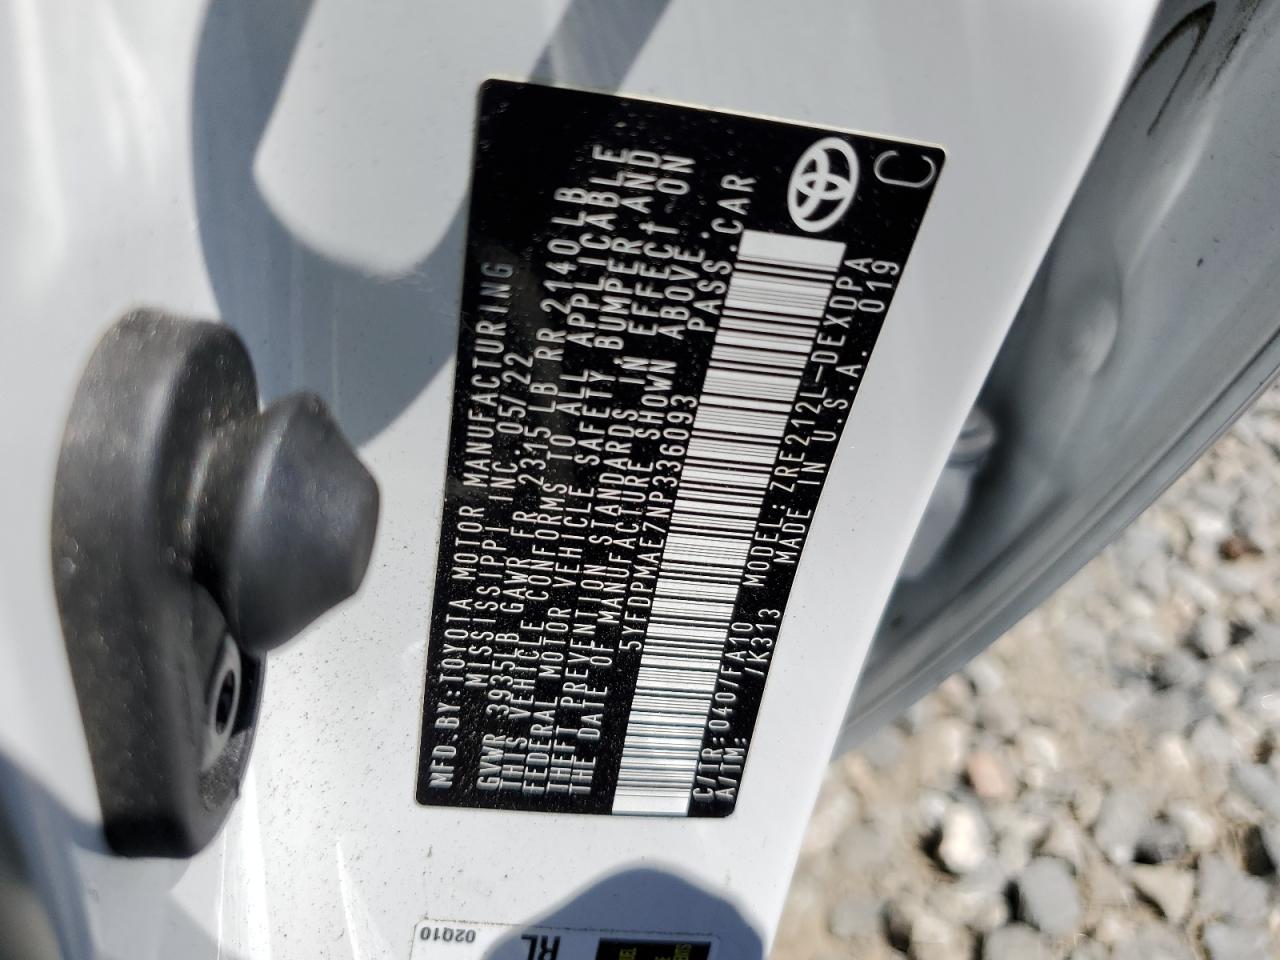 MFD.BY:TOYOTA MOTOR MANUFACTURING
MISSISSIPPI INC. 05/22
GVWR 3935LB GAWR FR 2315 LB RR 2140 LB
THIS VEHICLE CONFORMS TO ALL APPLICABLE
FEDERAL MOTOR VEHICLE SAFETY BUMPER AND
THEFT PREVENTION STANDARDS IN EFFECT ON
THE DATE OF MANUFACTURE SHOWN ABOVE.
5YFDPMAE7NP336093 PASS.CAR
C/TR:040/FA10 MODEL:ZRE212L-DEXDPA
A/TM: /K313 MADE IN U.S.A. 019
C
02Q10
RL